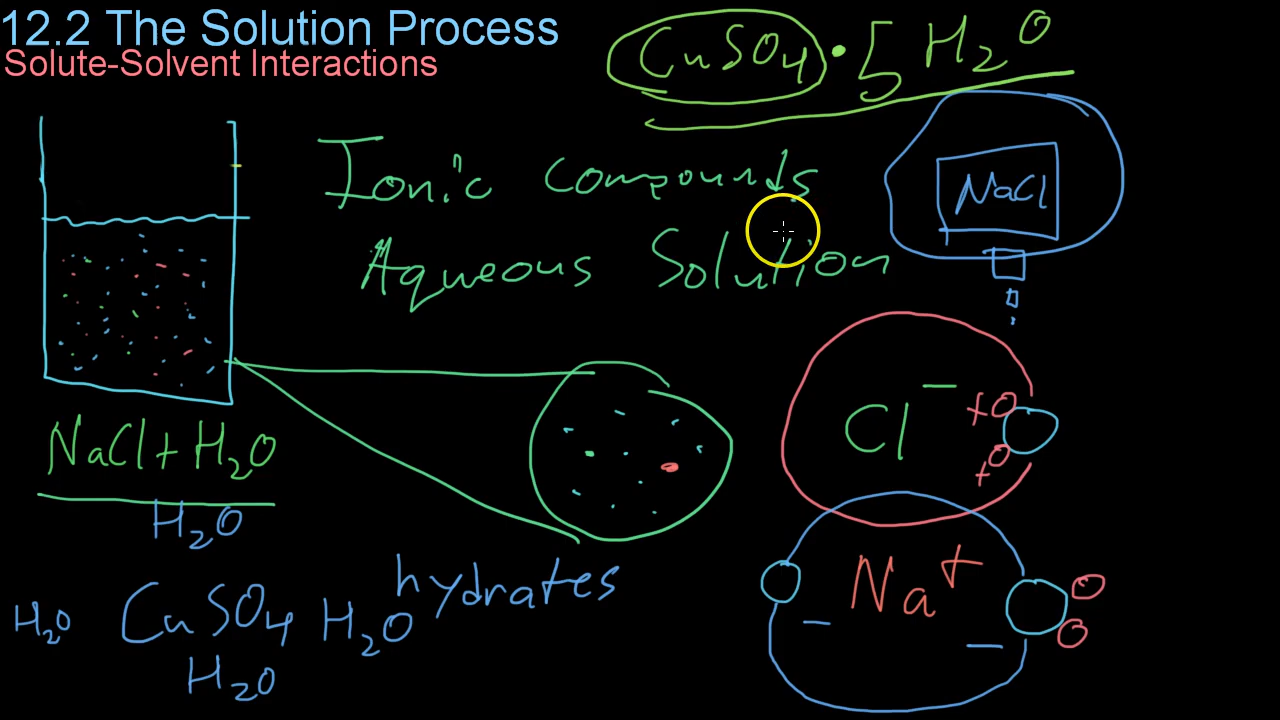 12.2 The Solution Process
Solute-Solvent Interactions
CuSO4 · 5 H2O
Ionic compounds
Aqueous Solution
NaCl
Cl−
+
+
NaCl + H2O
H2O
hydrates
H2O CuSO4 H2O
H2O
Na+
−
−